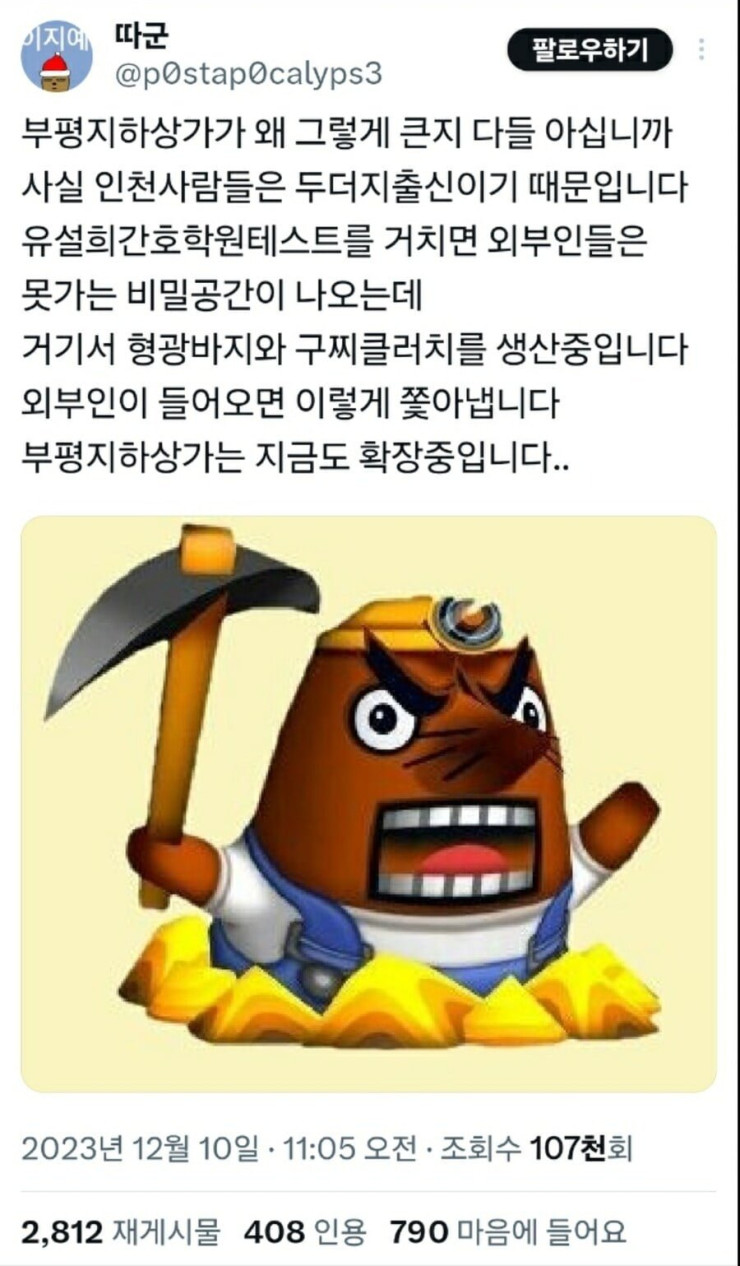 이지예
따군
@p0stap0calyps3
팔로우하기
부평지하상가가 왜 그렇게 큰지 다들 아십니까
사실 인천사람들은 두더지출신이기 때문입니다
유설희간호학원테스트를 거치면 외부인들은
못가는 비밀공간이 나오는데
거기서 형광바지와 구찌클러치를 생산중입니다
외부인이 들어오면 이렇게 쫓아냅니다
부평지하상가는 지금도 확장중입니다..
2023년 12월 10일 · 11:05 오전 · 조회수 107천회
2,812 재게시물 408 인용 790 마음에 들어요